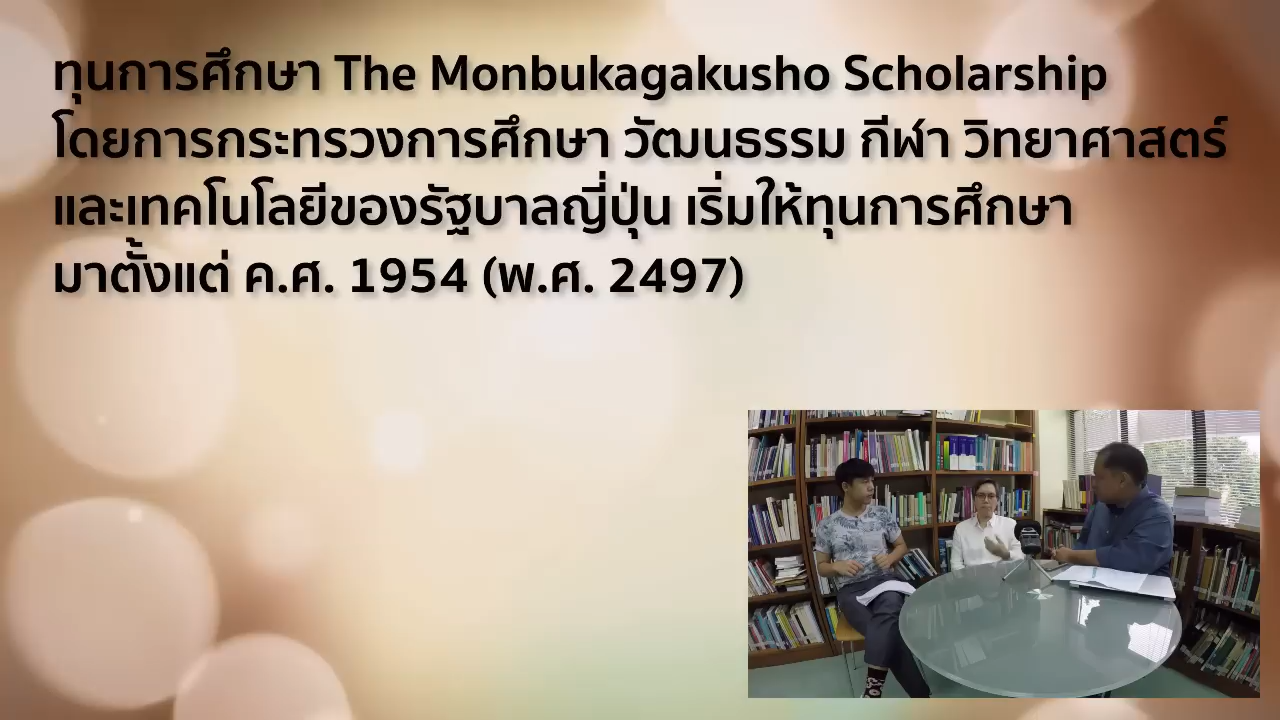 ทุนการศึกษา The Monbukagakusho Scholarship
โดยการกระทรวงการศึกษา วัฒนธรรม กีฬา วิทยาศาสตร์
และเทคโนโลยีของรัฐบาลญี่ปุ่น เริ่มให้ทุนการศึกษา
มาตั้งแต่ ค.ศ. 1954 (พ.ศ. 2497)